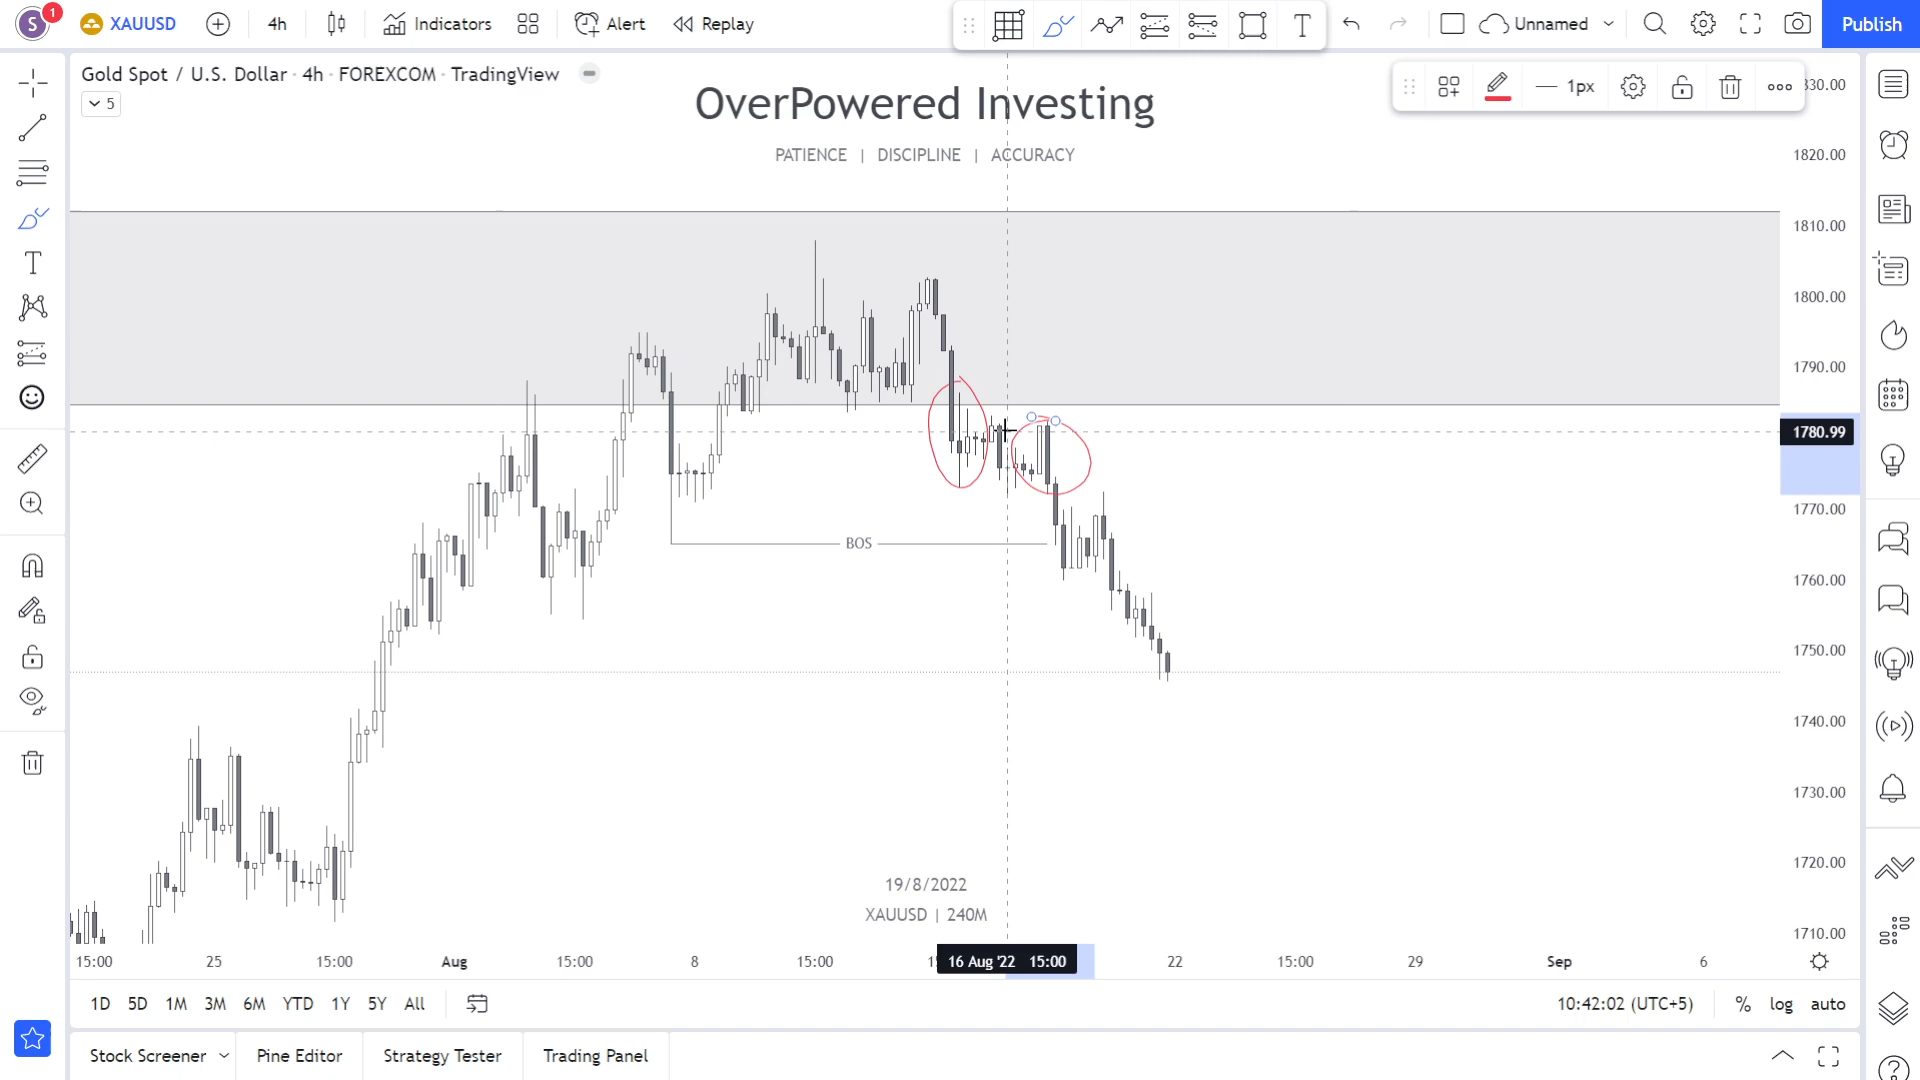 S 1 XAUUSD 4h Indicators Alert Replay Unnamed Publish
Gold Spot / U.S. Dollar · 4h · FOREXCOM · TradingView
5
OverPowered Investing
PATIENCE | DISCIPLINE | ACCURACY
1px
830.00
1820.00
1810.00
1800.00
1790.00
1780.99
1770.00
1760.00
1750.00
1740.00
1730.00
1720.00
1710.00
BOS
19/8/2022
XAUUSD | 240M
15:00 25 15:00 Aug 15:00 8 15:00 1 16 Aug '22 15:00 22 15:00 29 Sep 6
1D 5D 1M 3M 6M YTD 1Y 5Y All 10:42:02 (UTC+5) % log auto
Stock Screener Pine Editor Strategy Tester Trading Panel